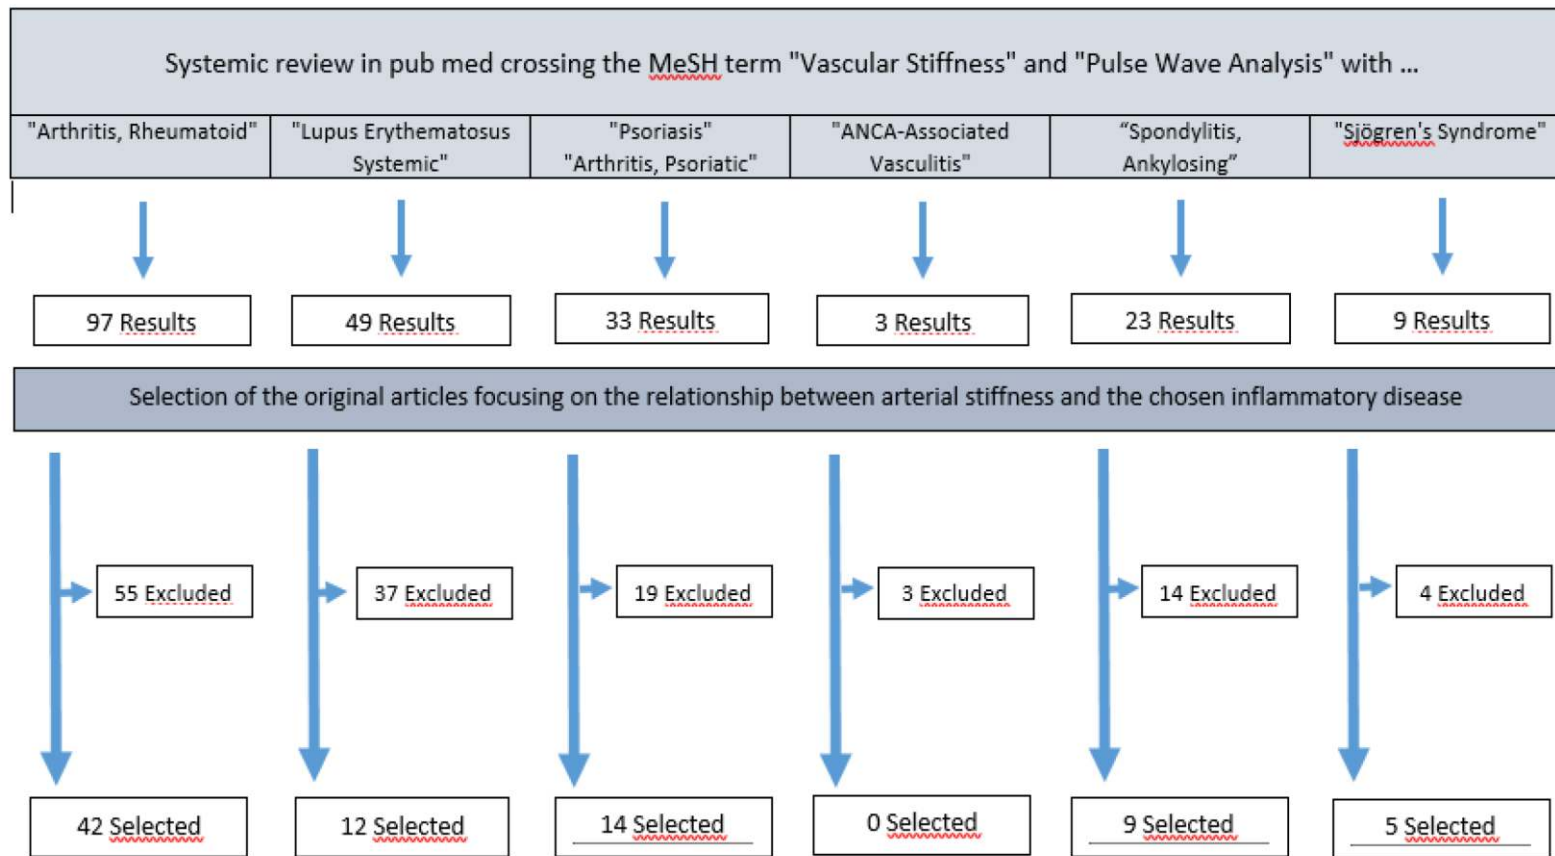 Systemic review in pub med crossing the MeSH term "Vascular Stiffness" and "Pulse Wave Analysis" with ...
"Arthritis, Rheumatoid"
"Lupus Erythematosus
Systemic"
"Psoriasis"
"Arthritis, Psoriatic"
"ANCA-Associated
Vasculitis"
“Spondylitis,
Ankylosing”
"Sjögren's Syndrome"
97 Results
49 Results
33 Results
3 Results
23 Results
9 Results
Selection of the original articles focusing on the relationship between arterial stiffness and the chosen inflammatory disease
55 Excluded
37 Excluded
19 Excluded
3 Excluded
14 Excluded
4 Excluded
42 Selected
12 Selected
14 Selected
0 Selected
9 Selected
5 Selected